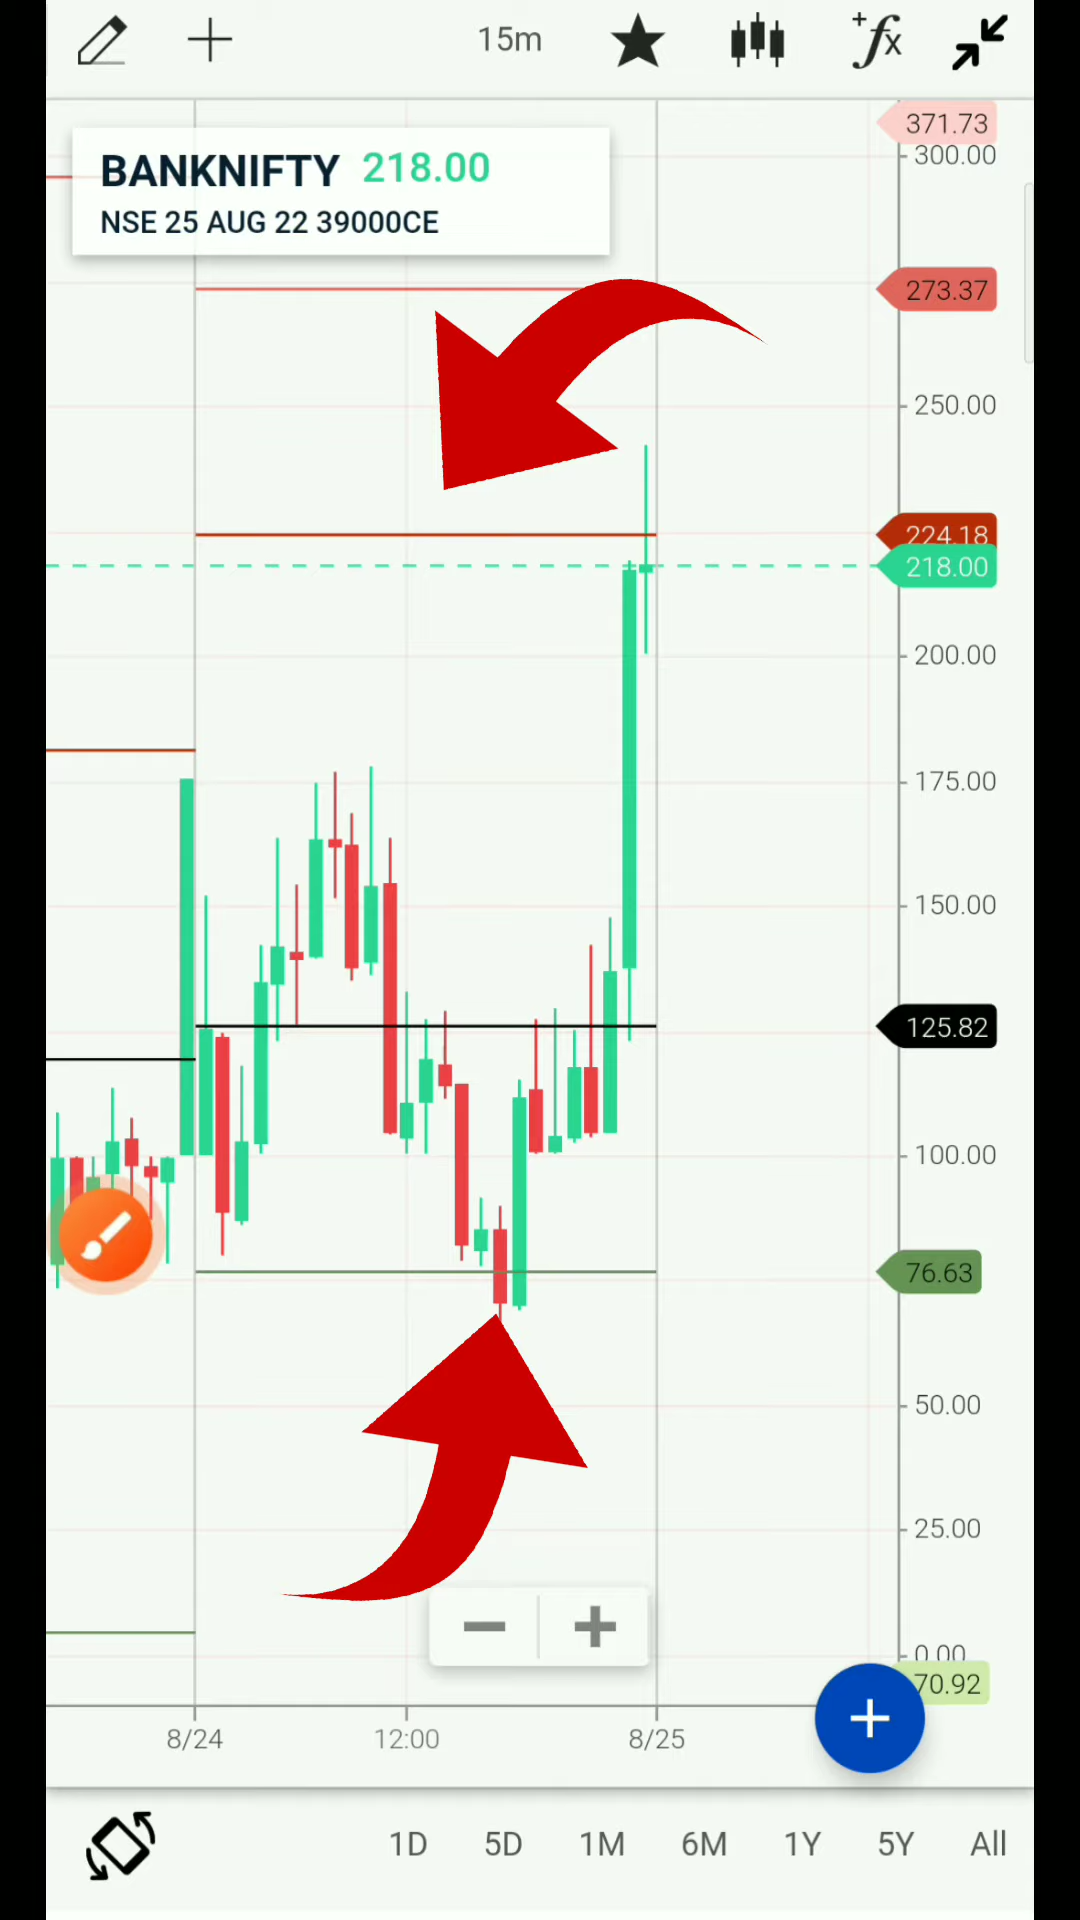 15m
+fx
371.73
300.00
BANKNIFTY 218.00
NSE 25 AUG 22 39000CE
273.37
250.00
224.18
218.00
200.00
175.00
150.00
125.82
100.00
76.63
50.00
25.00
0.00
70.92
8/24 12:00 8/25
1D 5D 1M 6M 1Y 5Y All